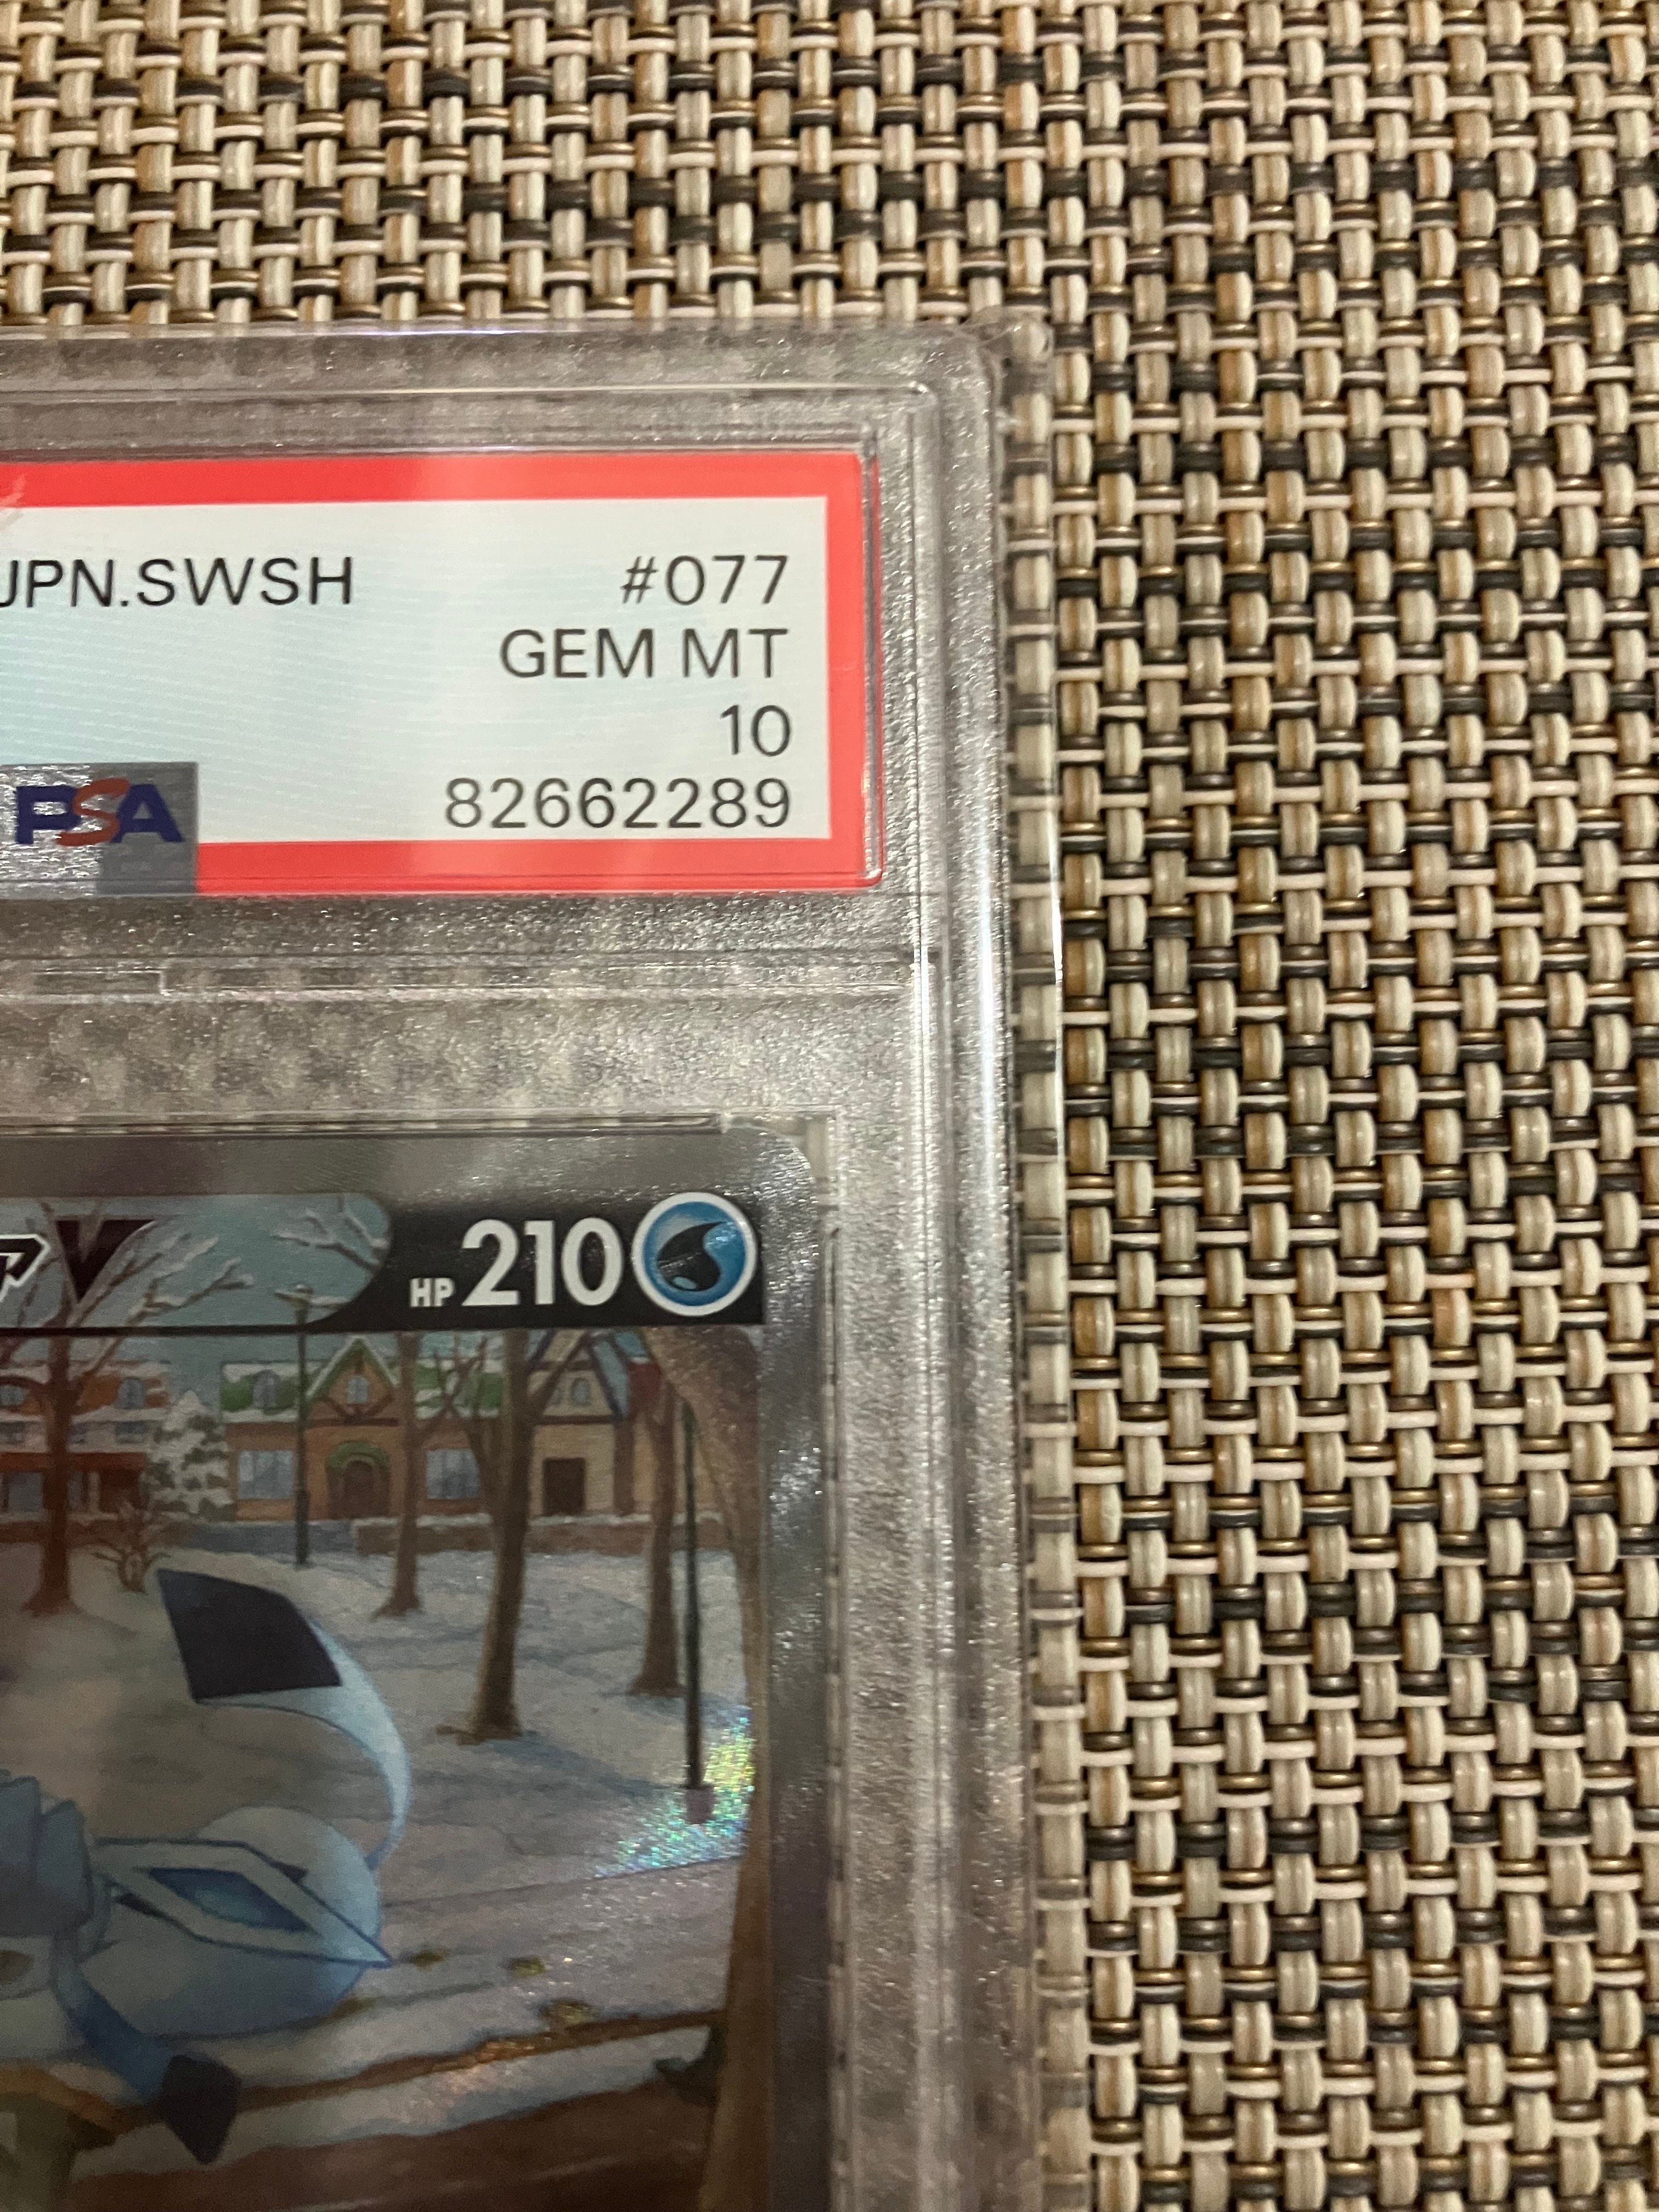 JPN.SWSH #077
GEM MT
10
PSA 82662289
V HP 210